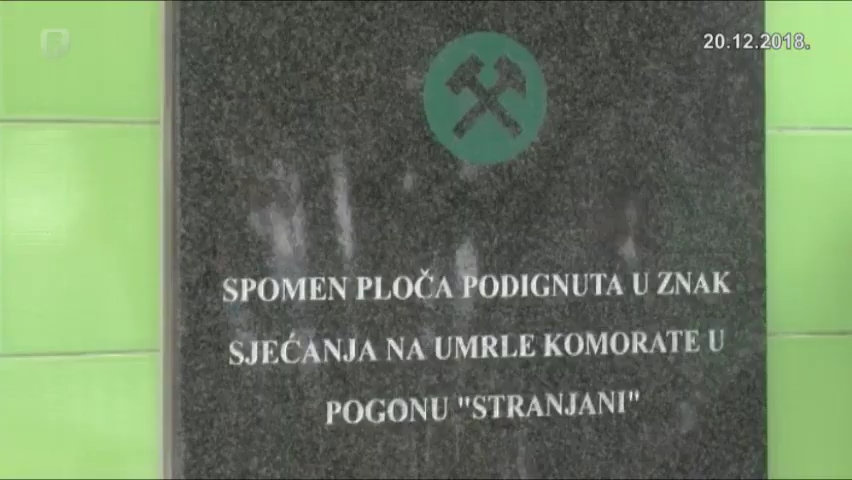 20.12.2018.
SPOMEN PLOČA PODIGNUTA U ZNAK
SJEĆANJA NA UMRLE KOMORATE U
POGONU "STRANJANI"